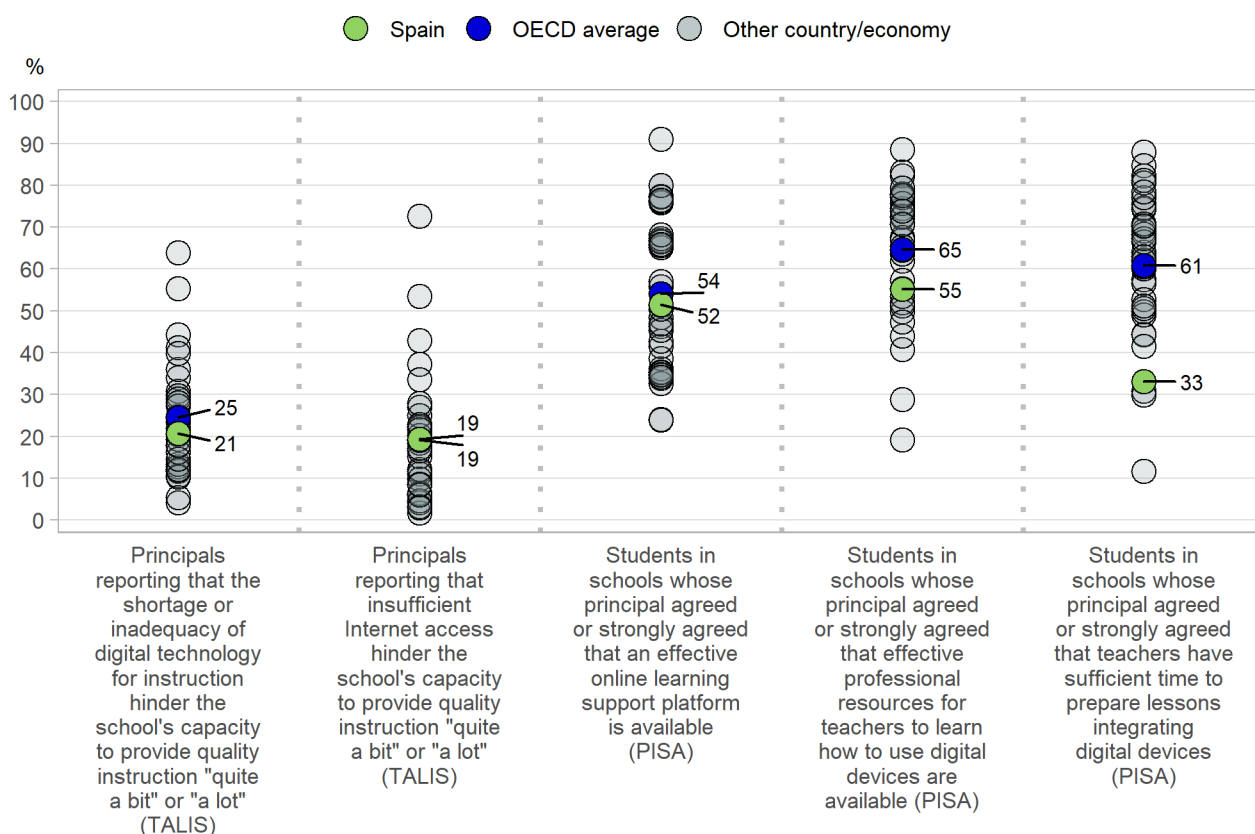 Spain OECD average Other country/economy
%
100
90
80
70
60
50
40
30
20
10
0
25
21
19
19
54
52
65
55
61
33
Principals
reporting that the
shortage or
inadequacy of
digital technology
for instruction
hinder the
school's capacity
to provide quality
instruction "quite
a bit" or "a lot"
(TALIS)
Principals
reporting that
insufficient
Internet access
hinder the
school's capacity
to provide quality
instruction "quite
a bit" or "a lot"
(TALIS)
Students in
schools whose
principal agreed
or strongly agreed
that an effective
online learning
support platform
is available
(PISA)
Students in
schools whose
principal agreed
or strongly agreed
that effective
professional
resources for
teachers to learn
how to use digital
devices are
available (PISA)
Students in
schools whose
principal agreed
or strongly agreed
that teachers have
sufficient time to
prepare lessons
integrating
digital devices
(PISA)